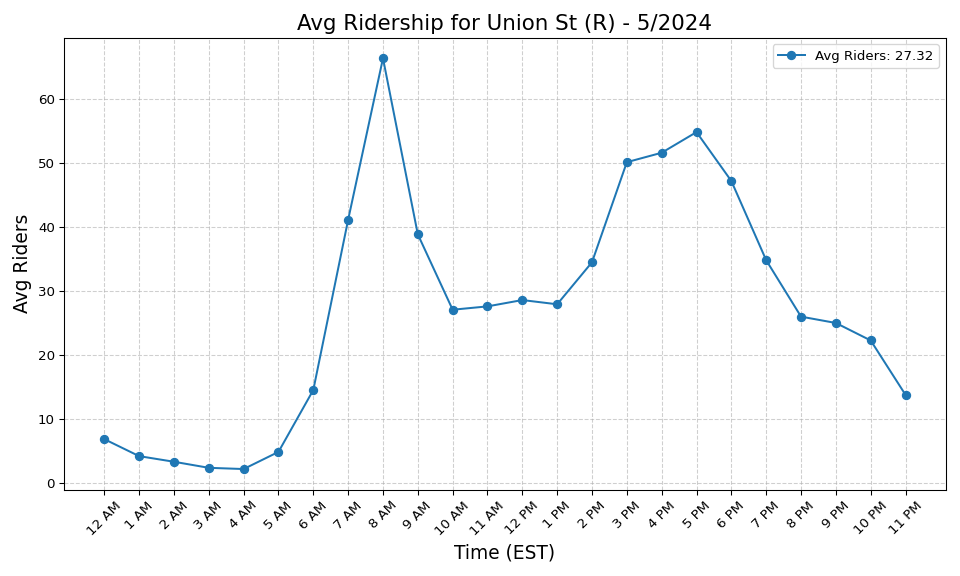 Avg Ridership for Union St (R) - 5/2024
Avg Riders: 27.32
Avg Riders
60
50
40
30
20
10
0
12 AM
1 AM
2 AM
3 AM
4 AM
5 AM
6 AM
7 AM
8 AM
9 AM
10 AM
11 AM
12 PM
1 PM
2 PM
3 PM
4 PM
5 PM
6 PM
7 PM
8 PM
9 PM
10 PM
11 PM
Time (EST)